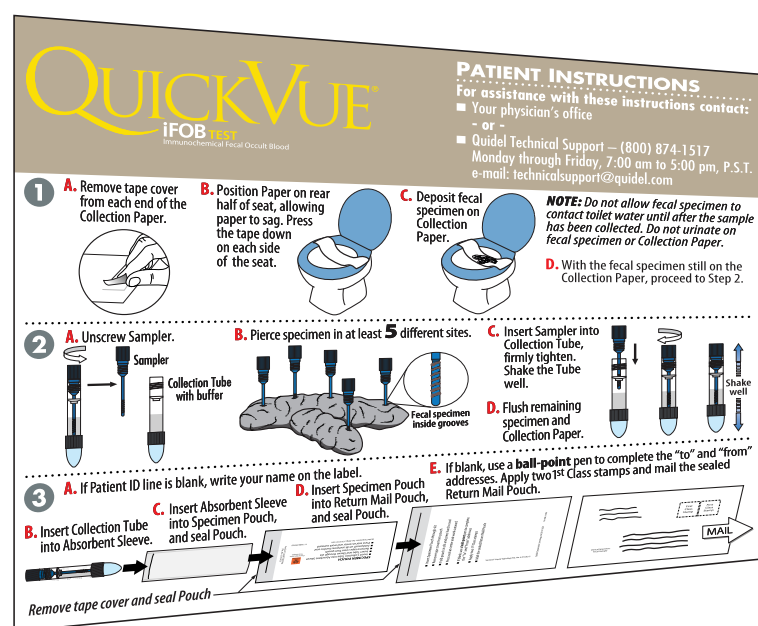 QUICKVUE®
iFOB TEST
Immunochemical Fecal Occult Blood
PATIENT INSTRUCTIONS
For assistance with these instructions contact:
Your physician's office
- or -
Quidel Technical Support – (800) 874-1517
Monday through Friday, 7:00 am to 5:00 pm, P.S.T.
e-mail: technicalsupport@quidel.com
1
A. Remove tape cover
from each end of the
Collection Paper.
B. Position Paper on rear
half of seat, allowing
paper to sag. Press
the tape down
on each side
of the seat.
C. Deposit fecal
specimen on
Collection
Paper.
NOTE: Do not allow fecal specimen to
contact toilet water until after the sample
has been collected. Do not urinate on
fecal specimen or Collection Paper.
D. With the fecal specimen still on the
Collection Paper, proceed to Step 2.
2
A. Unscrew Sampler.
Sampler
Collection Tube
with buffer
B. Pierce specimen in at least 5 different sites.
Fecal specimen
inside grooves
C. Insert Sampler into
Collection Tube,
firmly tighten.
Shake the Tube
well.
D. Flush remaining
specimen and
Collection Paper.
Shake
well
3
A. If Patient ID line is blank, write your name on the label.
B. Insert Collection Tube
into Absorbent Sleeve.
C. Insert Absorbent Sleeve
into Specimen Pouch,
and seal Pouch.
D. Insert Specimen Pouch
into Return Mail Pouch,
and seal Pouch.
E. If blank, use a ball-point pen to complete the "to" and "from"
addresses. Apply two1st Class stamps and mail the sealed
Return Mail Pouch.
MAIL
Remove tape cover and seal Pouch